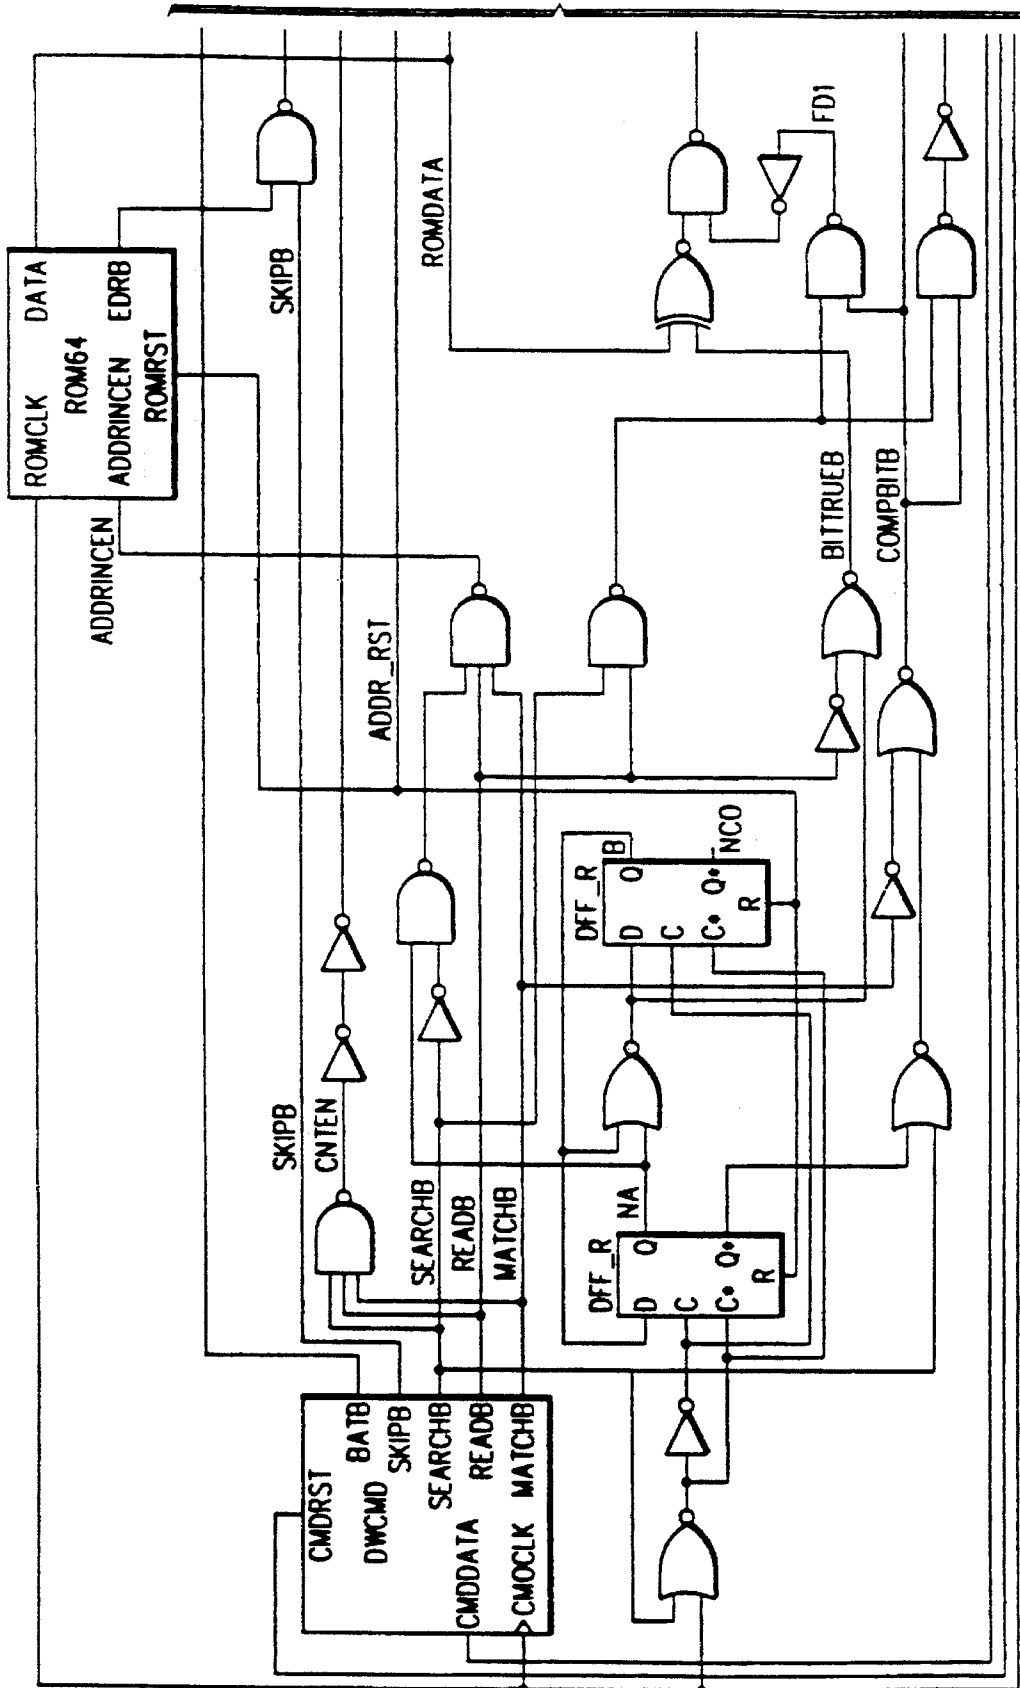 ROMCLK DATA
ROM64
ADDRINCEN EDRB
ROMRST
ADDRINCEN
SKIPB
ROMDATA
ADDR_RST
FD1
BITTRUEB
COMPBITB
SKIPB
CNTEN
SEARCHB
READB
MATCHB
NA
DFF_R
D Q
C
C* Q*
R
DFF_R
B
D Q
C
C* Q*
R
NCO
CMDRST
BATB
DWCMD
SKIPB
SEARCHB
CMDDATA READB
CMOCLK MATCHB